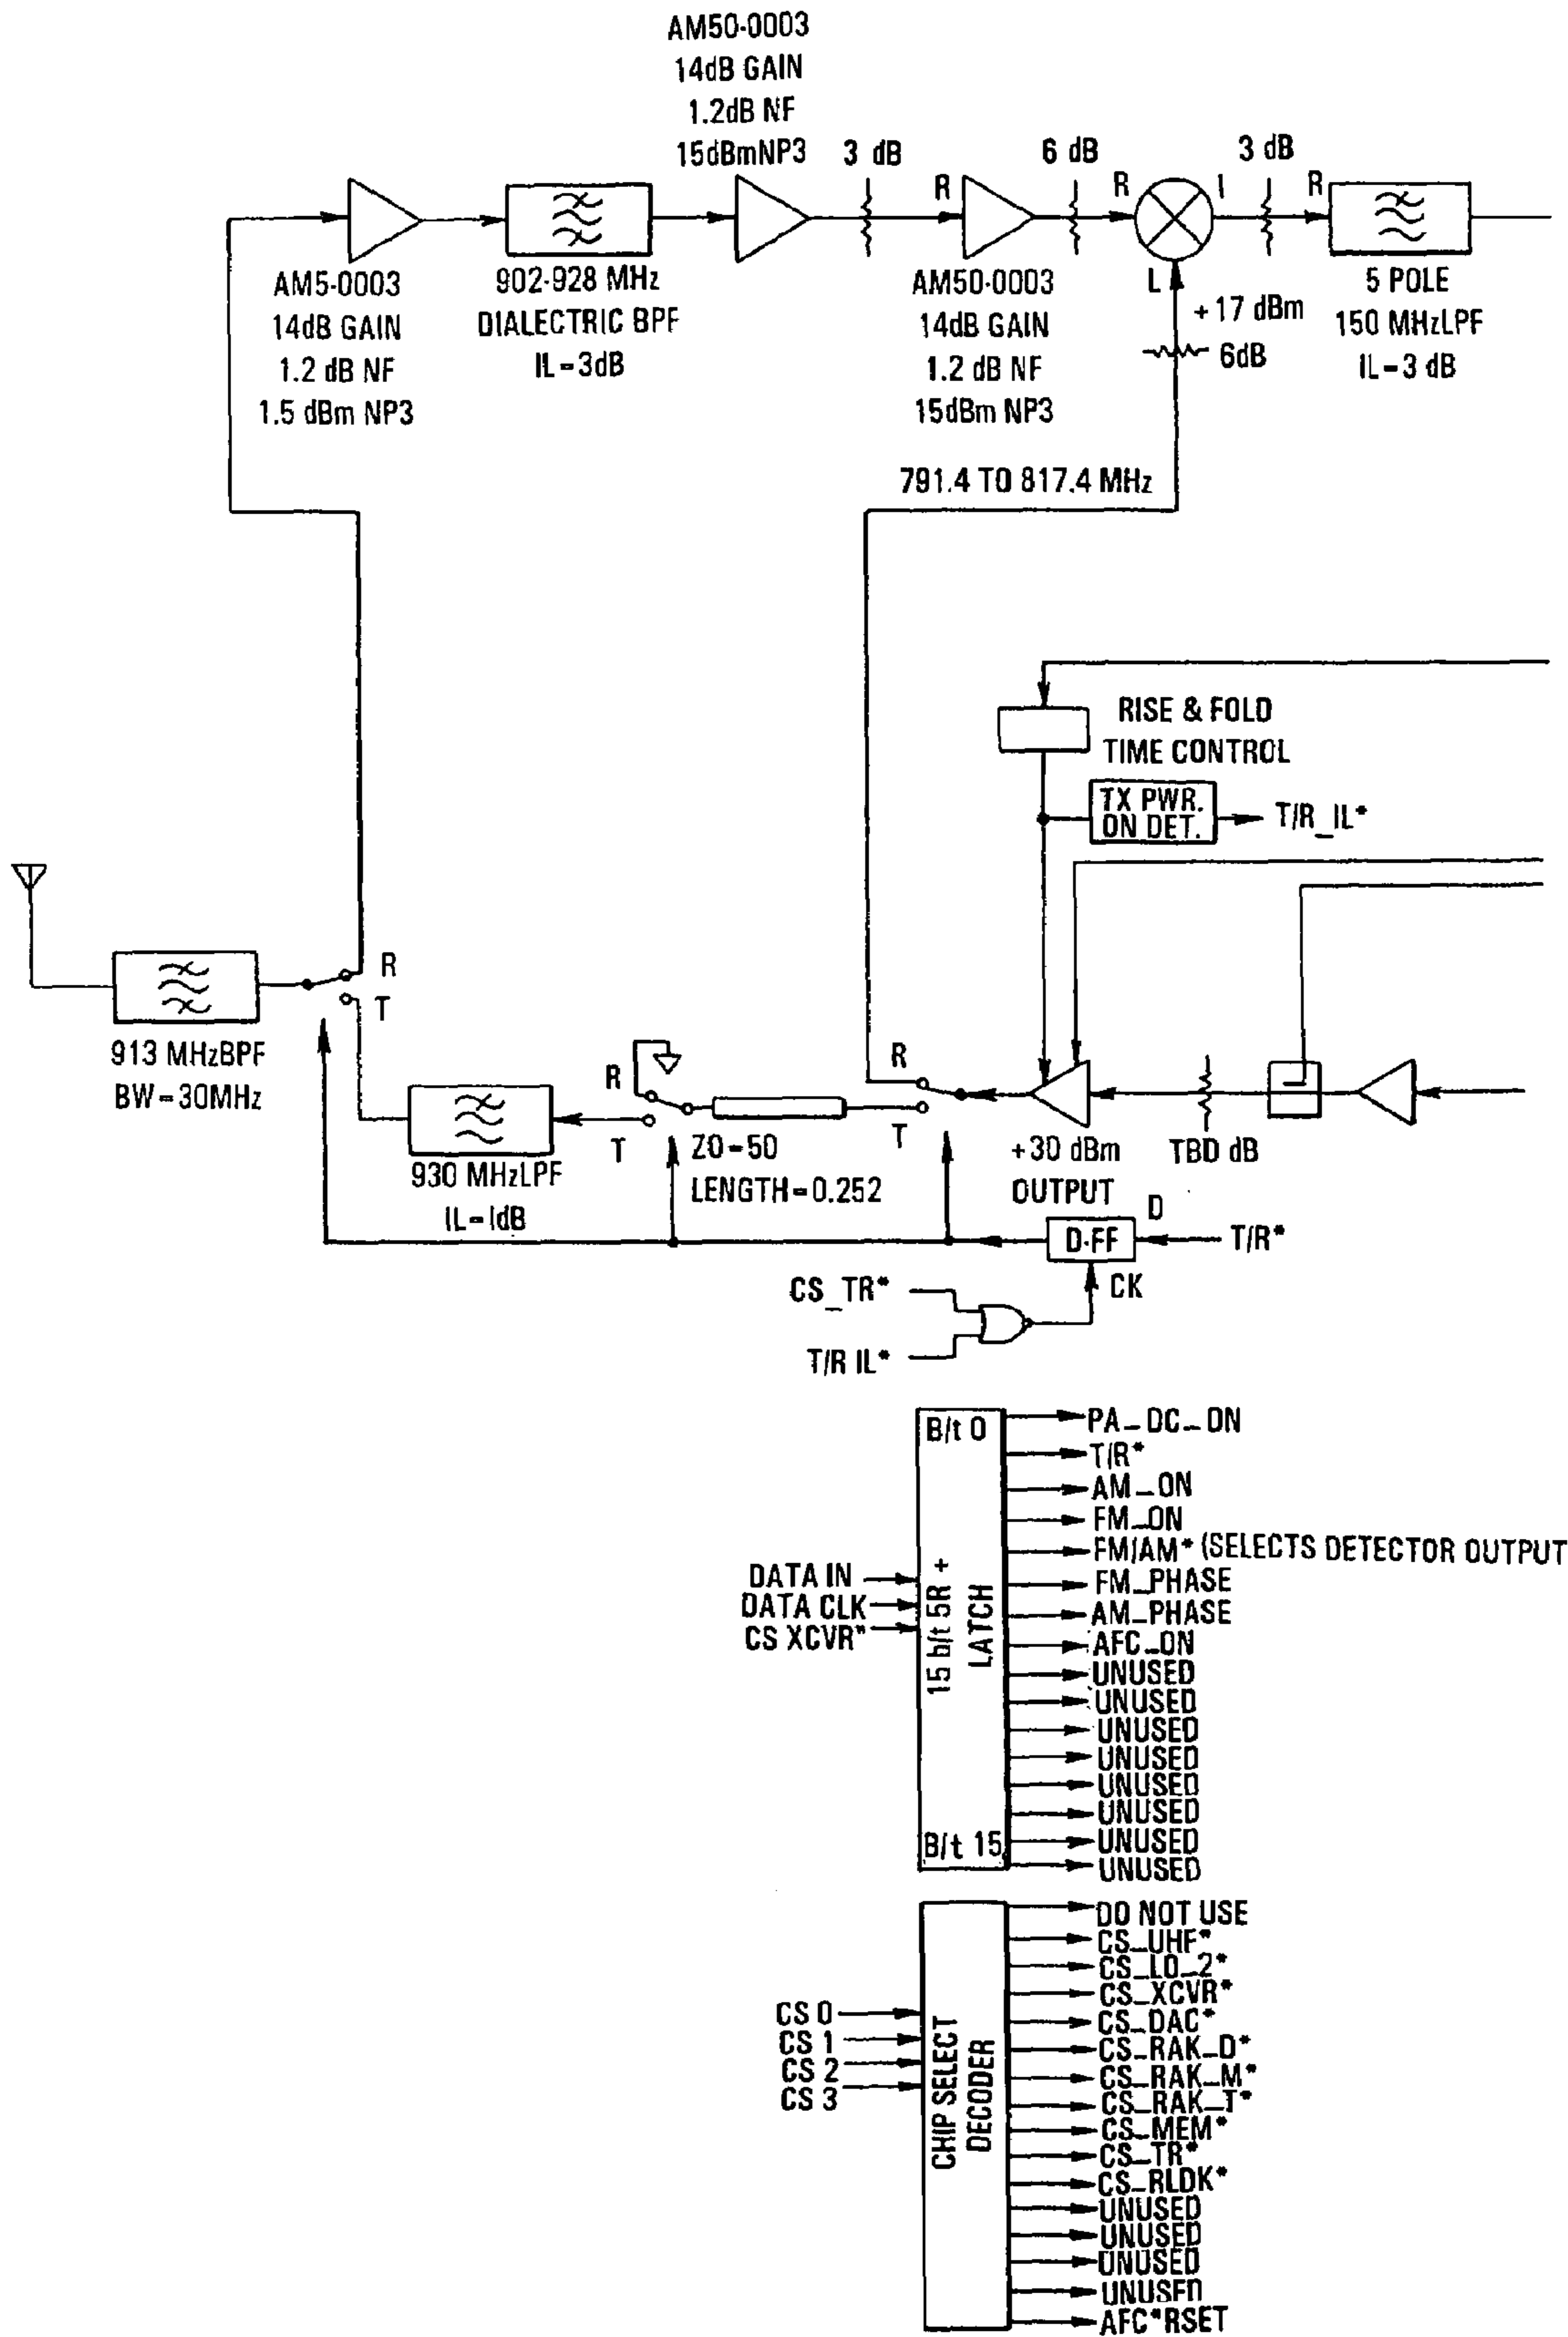 AM50-0003
14dB GAIN
1.2dB NF
15dBmNP3
3 dB
6 dB
3 dB
R
R
I
R
L
AM5-0003
14dB GAIN
1.2 dB NF
1.5 dBm NP3
902-928 MHz
DIALECTRIC BPF
IL-3dB
AM50-0003
14dB GAIN
1.2 dB NF
15dBm NP3
+17 dBm
6dB
5 POLE
150 MHzLPF
IL-3 dB
791.4 TO 817.4 MHz
RISE & FOLD
TIME CONTROL
TX PWR.
ON DET.
T/R_IL*
R
T
913 MHzBPF
BW-30MHz
R
T
930 MHzLPF
IL-IdB
Z0-50
LENGTH-0.252
R
T
+30 dBm
OUTPUT
TBD dB
D
D-FF
T/R*
CK
CS_TR*
T/R IL*
B/t 0
15 b/t 5R +
LATCH
B/t 15
DATA IN
DATA CLK
CS XCVR"
PA_DC_ON
T/R*
AM_ON
FM_ON
FM/AM* (SELECTS DETECTOR OUTPUT
FM_PHASE
AM_PHASE
AFC_ON
UNUSED
UNUSED
UNUSED
UNUSED
UNUSED
UNUSED
UNUSED
UNUSED
CS 0
CS 1
CS 2
CS 3
CHIP SELECT
DECODER
DO NOT USE
CS_UHF*
CS_LO_2*
CS_XCVR*
CS_DAC*
CS_RAK_D*
CS_RAK_M*
CS_RAK_T*
CS_MEM*
CS_TR*
CS_RLDK*
UNUSED
UNUSED
UNUSED
UNUSED
AFC*RSET